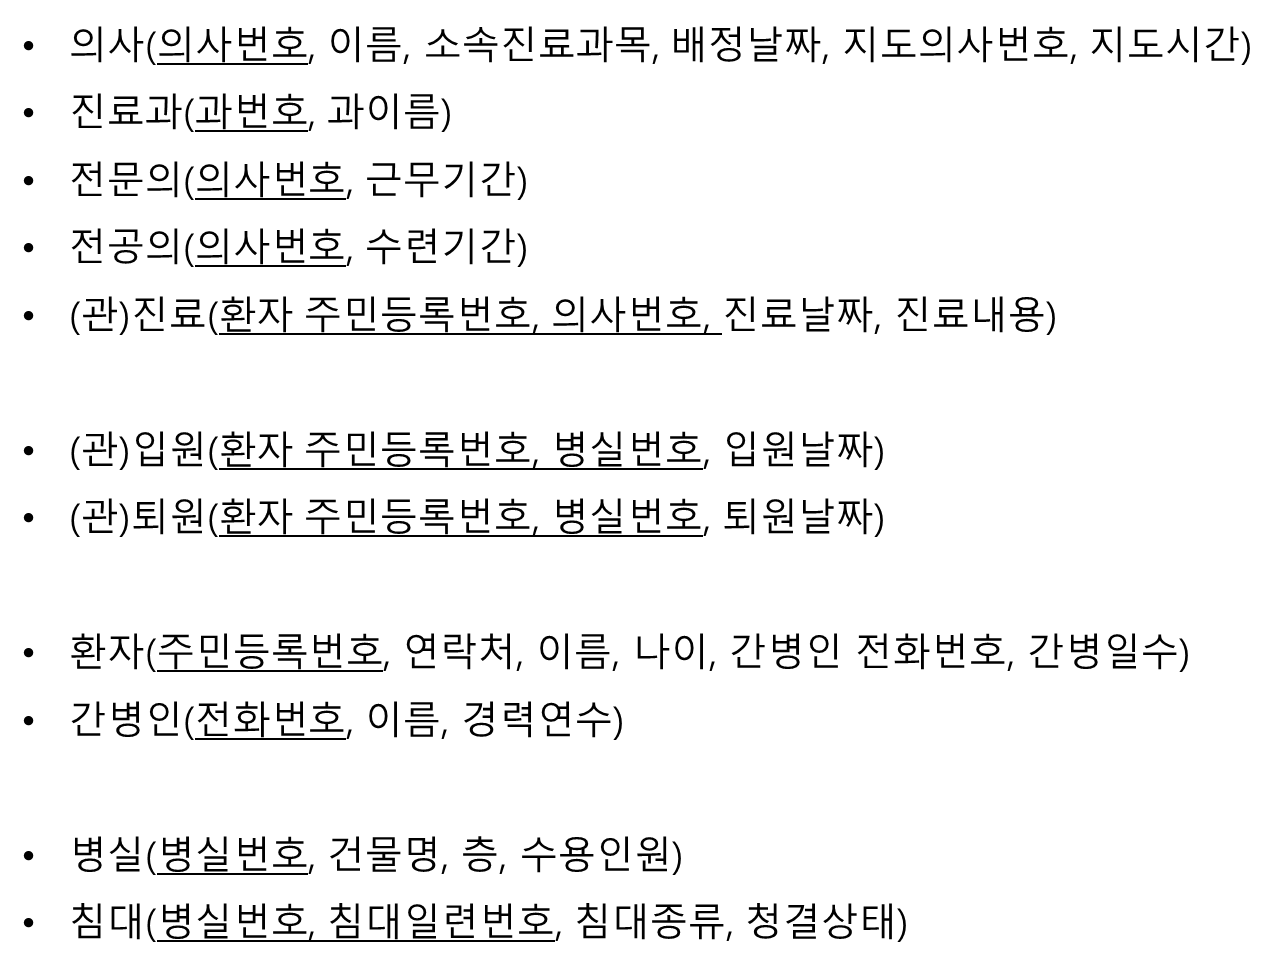 • 의사(의사번호, 이름, 소속진료과목, 배정날짜, 지도의사번호, 지도시간)
• 진료과(과번호, 과이름)
• 전문의(의사번호, 근무기간)
• 전공의(의사번호, 수련기간)
• (관)진료(환자 주민등록번호, 의사번호, 진료날짜, 진료내용)
• (관)입원(환자 주민등록번호, 병실번호, 입원날짜)
• (관)퇴원(환자 주민등록번호, 병실번호, 퇴원날짜)
• 환자(주민등록번호, 연락처, 이름, 나이, 간병인 전화번호, 간병일수)
• 간병인(전화번호, 이름, 경력연수)
• 병실(병실번호, 건물명, 층, 수용인원)
• 침대(병실번호, 침대일련번호, 침대종류, 청결상태)